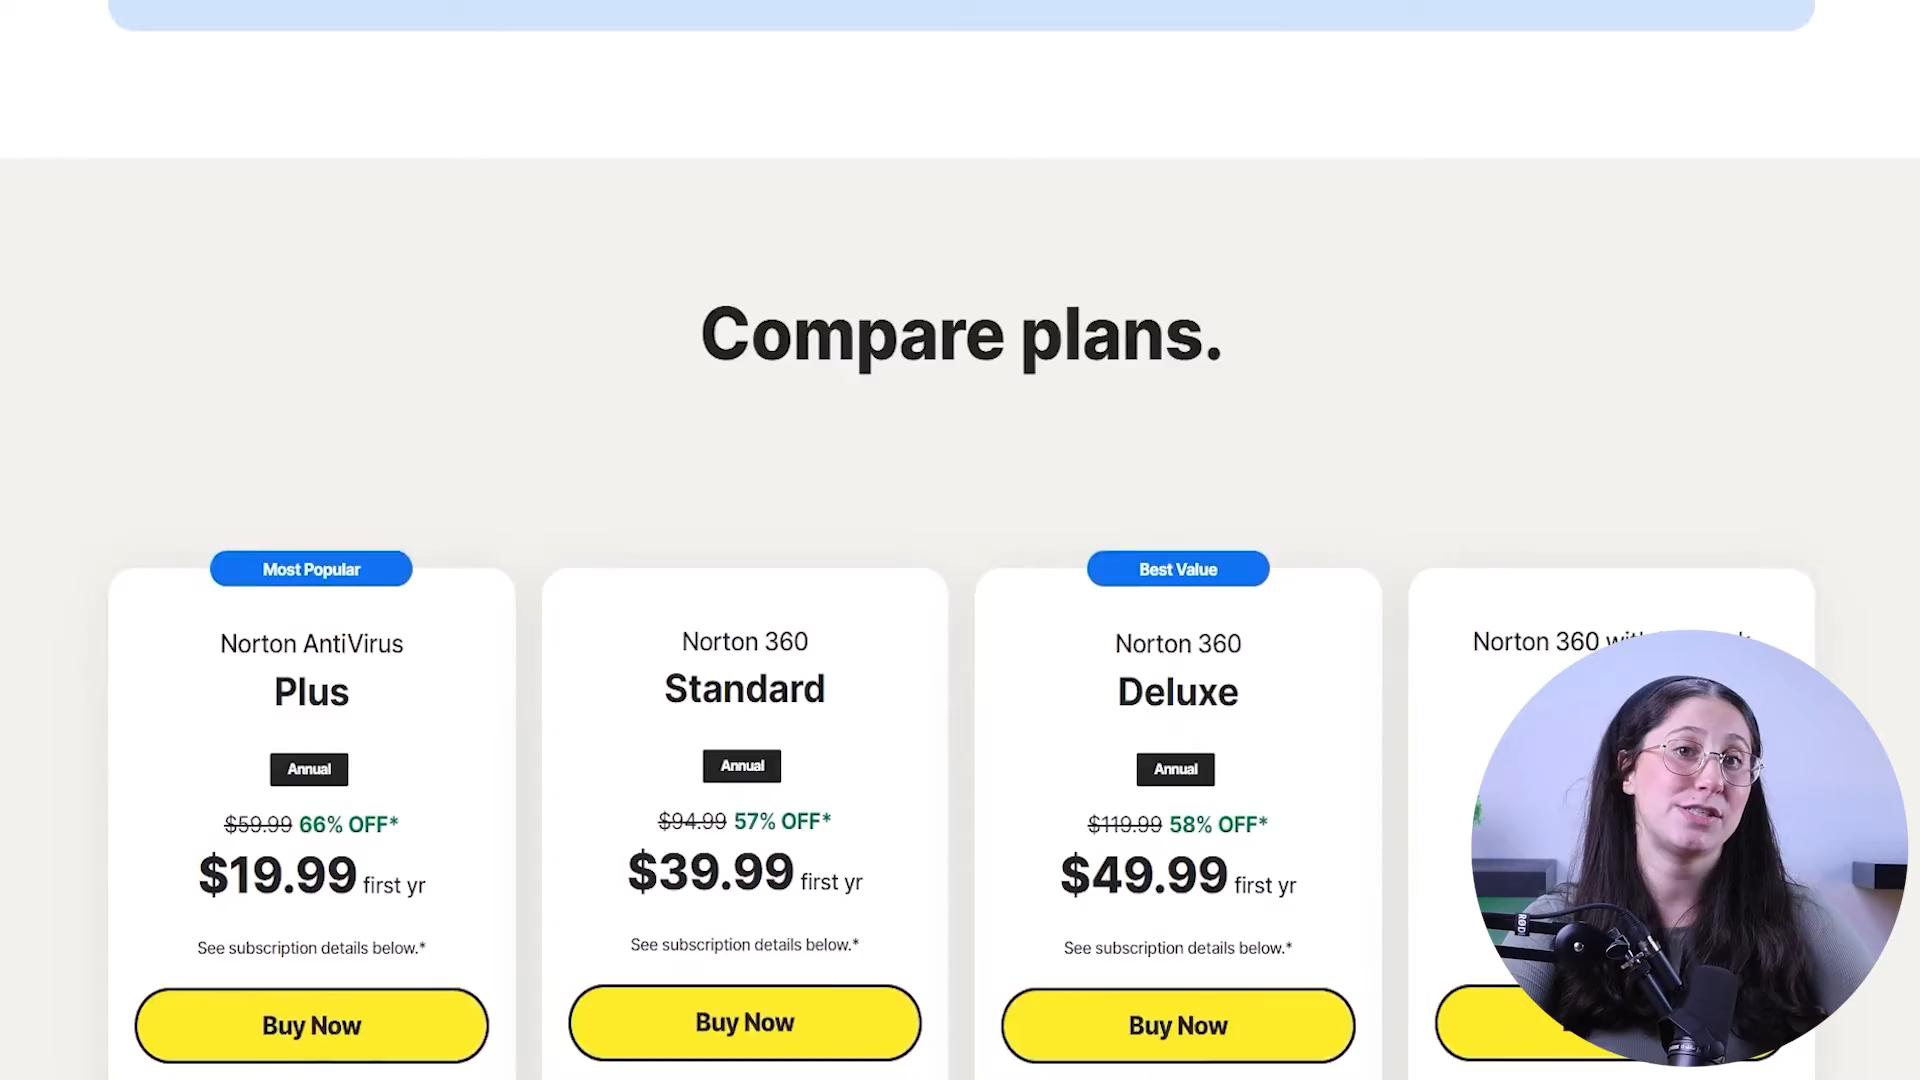 Compare plans.
Most Popular
Norton AntiVirus
Plus
Annual
$59.99 66% OFF*
$19.99 first yr
See subscription details below.*
Buy Now
Norton 360
Standard
Annual
$94.99 57% OFF*
$39.99 first yr
See subscription details below.*
Buy Now
Best Value
Norton 360
Deluxe
Annual
$119.99 58% OFF*
$49.99 first yr
See subscription details below.*
Buy Now
Norton 360
RØDE